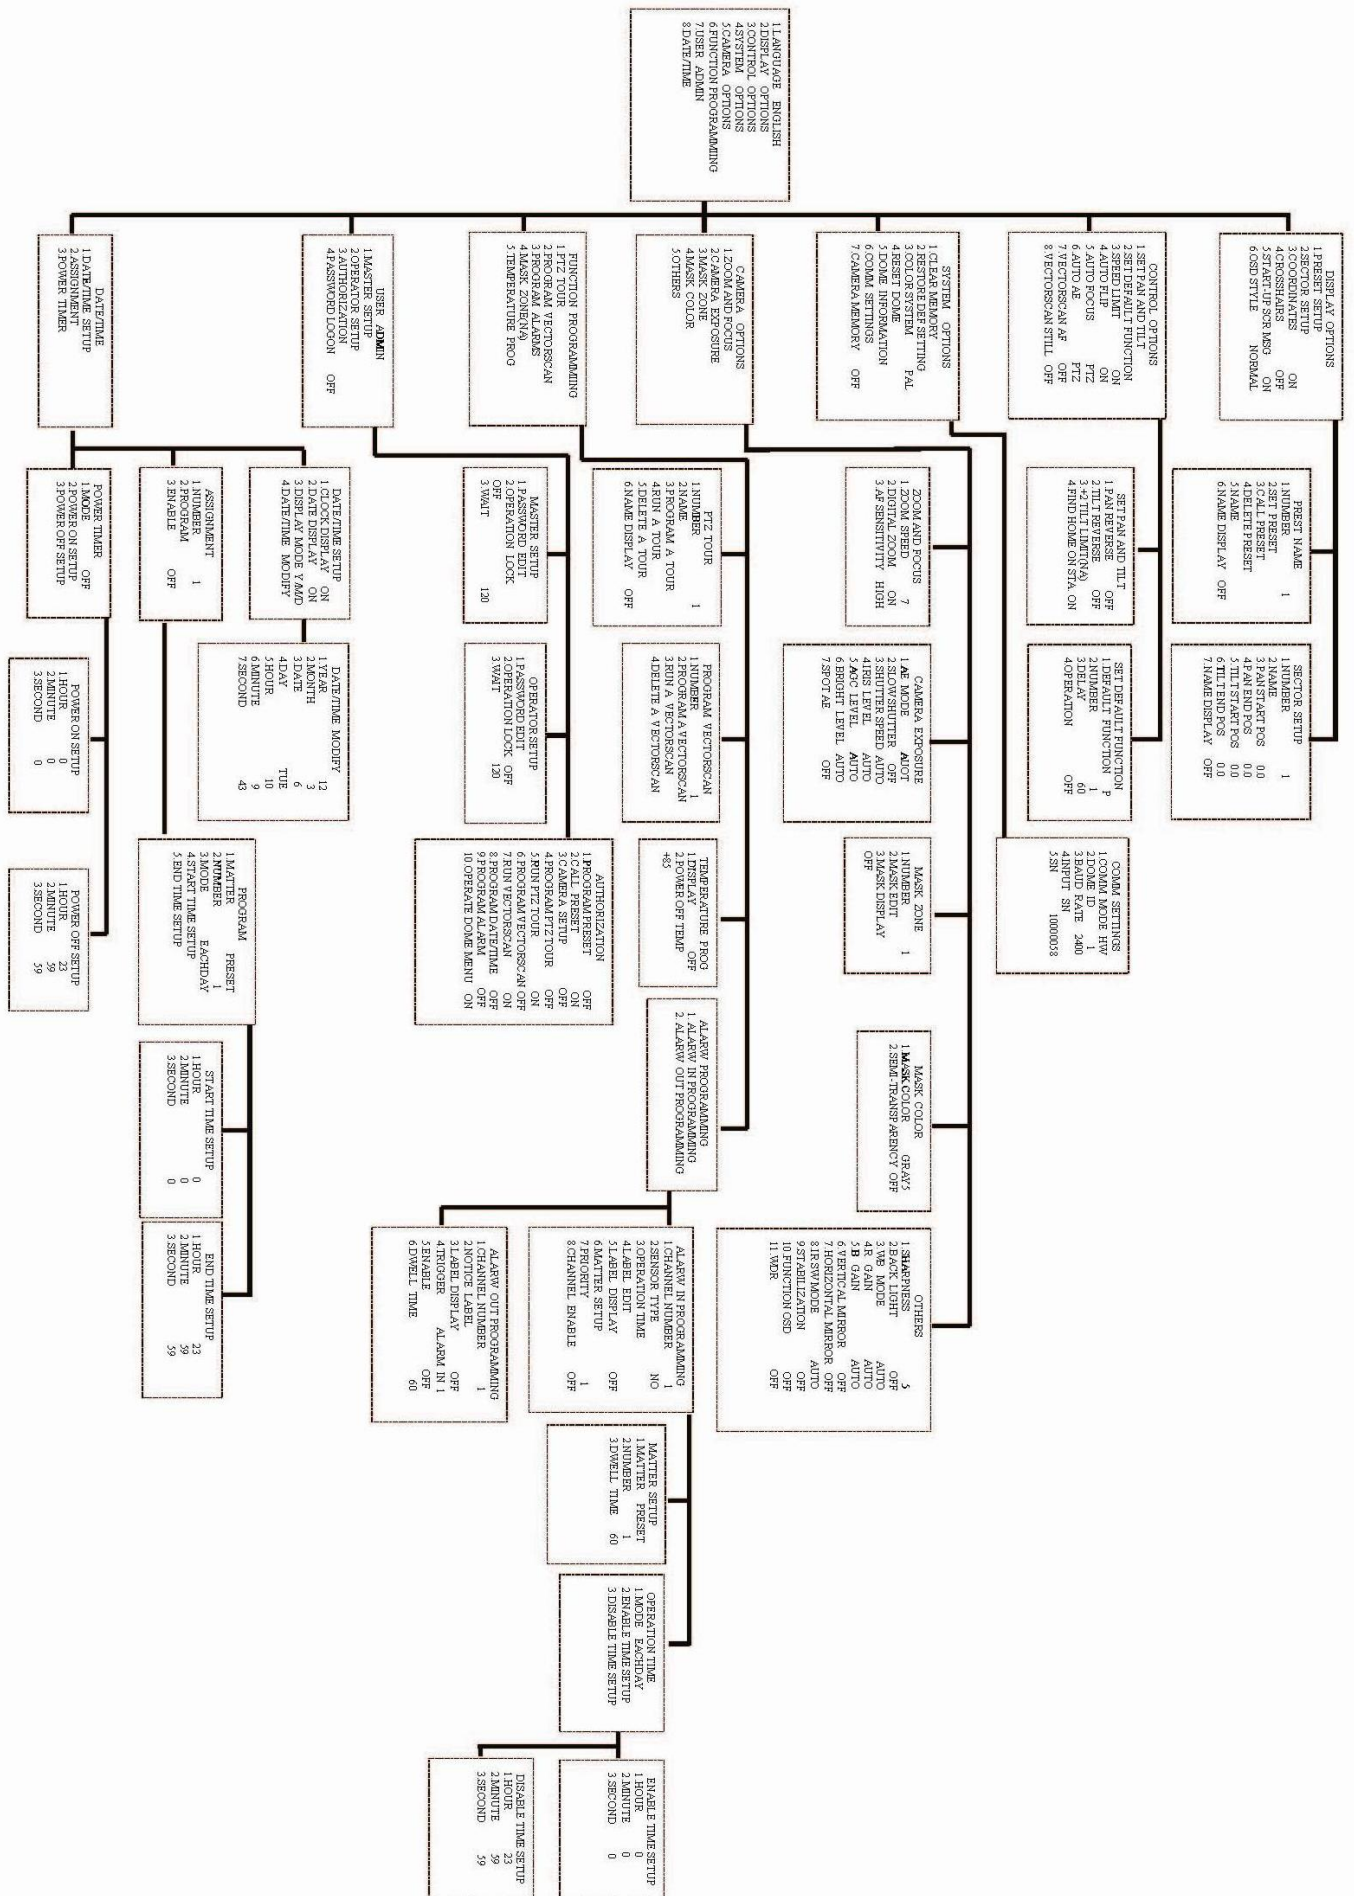 1.LANGUAGE ENGLISH
2.DISPLAY OPTIONS
3.CONTROL OPTIONS
4.SYSTEM OPTIONS
5.CAMERA OPTIONS
6.FUNCTION PROGRAMMIING
7.USER ADMIN
8.DATE/TIME
DISPLAY OPTIONS
1.PRESET SETUP
2.SECTOR SETUP
3.COORDINATES ON
4.CROSSHAIRS OFF
5.START-UP SCR MSG ON
6.OSD STYLE NORMAL
PREST NAME
1.NUMBER 1
2.SET PRESET
3.CALL PRESET
4.DELETE PRESET
5.NAME
6.NAME DISPLAY OFF
SECTOR SETUP
1.NUMBER 1
2.NAME
3.PAN START POS 0.0
4.PAN END POS 0.0
5.TILT START POS 0.0
6.TILT END POS 0.0
7.NAME DISPLAY OFF
CONTROL OPTIONS
1.SET PAN AND TILT
2.SET DEFAULT FUNCTION
3.SPEED LIMIT ON
4.AUTO FLIP ON
5.AUTO FOCUS PTZ
6.AUTO AE PTZ
7.VECTORSCAN AF OFF
8.VECTORSCAN STILL OFF
SET PAN AND TILT
1.PAN REVERSE OFF
2.TILT REVERSE OFF
3.+2 TILT LIMIT(NA)
4.FIND HOME ON STA. ON
SET DEFAULT FUNCTION
1.DEFAULT FUNCTION P
2.NUMBER 1
3.DELAY 60
4.OPERATION OFF
SYSTEM OPTIONS
1.CLEAR MEMORY
2.RESTORE DEF SETTING
3.COLOR SYSTEM PAL
4.RESET DOME
5.DOME INFORMATION
6.COMM SETTINGS
7.CAMERA MEMORY OFF
COMM SETTINGS
1.COMM MODE HW
2.DOME ID 1
3.BAUD RATE 2400
4.INPUT SN
5.SN 10000058
CAMERA OPTIONS
1.ZOOM AND FOCUS
2.CAMERA EXPOSURE
3.MASK ZONE
4.MASK COLOR
5.OTHERS
ZOOM AND FOCUS
1.ZOOM SPEED 7
2.DIGITAL ZOOM ON
3.AF SENSITIVITY HIGH
CAMERA EXPOSURE
1.AE MODE AUOT
2.SLOW SHUTTER OFF
3.SHUTTER SPEED AUTO
4.IRIS LEVEL AUTO
5.AGC LEVEL AUTO
6.BRIGHT LEVEL AUTO
7.SPOT AE OFF
MASK ZONE
1.NUMBER 1
2.MASK EDIT
3.MASK DISPLAY
OFF
MASK COLOR
1.MASK COLOR GRAY5
2.SEMI-TRANSPARENCY OFF
OTHERS
1.SHARPNESS 5
2.BACK LIGHT OFF
3.WB MODE AUTO
4.R GAIN AUTO
5.B GAIN AUTO
6.VERTICAL MIRROR OFF
7.HORIZONTAL MIRROR OFF
8.IR SW MODE AUTO
9.STABILIZATION OFF
10.FUNCTION OSD OFF
11.WDR OFF
FUNCTION PROGRAMMIING
1.PTZ TOUR
2.PROGRAM VECTORSCAN
3.PROGRAM ALARMS
4.MASK ZONE(NA)
5.TEMPERATURE PROG
PTZ TOUR
1.NUMBER 1
2.NAME
3.PROGRAM A TOUR
4.RUN A TOUR
5.DELETE A TOUR
6.NAME DISPLAY OFF
PROGRAM VECTORSCAN
1.NUMBER 1
2.PROGRAM A VECTORSCAN
3.RUN A VECTORSCAN
4.DELETE A VECTORSCAN
TEMPERATURE PROG
1.DISPLAY OFF
2.POWER OFF TEMP
+85
ALARW PROGRAMMING
1. ALARW IN PROGRAMMING
2. ALARW OUT PROGRAMMING
ALARW IN PROGRAMMING
1.CHANNEL NUMBER 1
2.SENSOR TYPE NO
3.OPERATION TIME
4.LABEL EDIT
5.LABEL DISPLAY OFF
6.MATTER SETUP
7.PRIORITY 1
8.CHANNEL ENABLE OFF
ALARW OUT PROGRAMMING
1.CHANNEL NUMBER 1
2.NOTICE LABEL
3.LABEL DISPLAY OFF
4.TRIGGER ALARM IN 1
5.ENABLE OFF
6.DWELL TIME 60
MATTER SETUP
1.MATTER PRESET
2.NUMBER 1
3.DWELL TIME 60
OPERATION TIME
1.MODE EACHDAY
2.ENABLE TIME SETUP
3.DISABLE TIME SETUP
ENABLE TIME SETUP
1.HOUR 0
2.MINUTE 0
3.SECOND 0
DISABLE TIME SETUP
1.HOUR 23
2.MINUTE 59
3.SECOND 59
USER ADMIN
1.MASTER SETUP
2.OPERATOR SETUP
3.AUTHORIZATION
4.PASSWORD LOGON OFF
MASTER SETUP
1.PASSWORD EDIT
2.OPERATION LOCK
OFF
3.WAIT 120
OPERATOR SETUP
1.PASSWORD EDIT
2.OPERATION LOCK OFF
3.WAIT 120
AUTHORIZATION
1.PROGRAM PRESET OFF
2.CALL PRESET ON
3.CAMERA SETUP OFF
4.PROGRAM PTZ TOUR OFF
5.RUN PTZ TOUR ON
6.PROGRAM VECTORSCAN OFF
7.RUN VECTORSCAN ON
8.PROGRAM DATE/TIME OFF
9.PROGRAM ALARM OFF
10.OPERATE DOME MENU ON
DATE/TIME
1.DATE/TIME SETUP
2.ASSIGNMENT
3.POWER TIMER
DATE/TIME SETUP
1.CLOCK DISPLAY ON
2.DATE DISPLAY ON
3.DISPLAY MODE Y/M/D
4.DATE/TIME MODIFY
DATE/TIME MODIFY
1.YEAR 12
2.MONTH 3
3.DATE 6
4.DAY TUE
5.HOUR 10
6.MINUTE 9
7.SECOND 43
ASSIGNMENT
1.NUMBER 1
2.PROGRAM
3.ENABLE OFF
PROGRAM
1.MATTER PRESET
2.NUMBER 1
3.MODE EACHDAY
4.START TIME SETUP
5.END TIME SETUP
START TIME SETUP
1.HOUR 0
2.MINUTE 0
3.SECOND 0
END TIME SETUP
1.HOUR 23
2.MINUTE 59
3.SECOND 59
POWER TIMER
1.MODE OFF
2.POWER ON SETUP
3.POWER OFF SETUP
POWER ON SETUP
1.HOUR 0
2.MINUTE 0
3.SECOND 0
POWER OFF SETUP
1.HOUR 23
2.MINUTE 59
3.SECOND 59